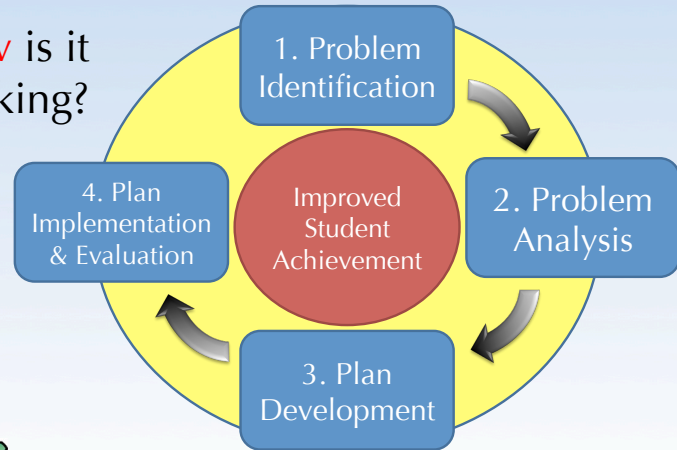 is it
king?
1. Problem
Identification
2. Problem
Analysis
3. Plan
Development
4. Plan
Implementation
& Evaluation
Improved
Student
Achievement